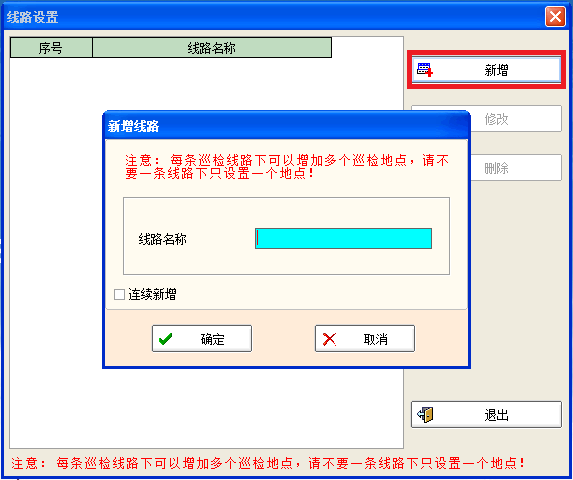 线路设置
序号 线路名称
新增
修改
删除
新增线路
注意: 每条巡检线路下可以增加多个巡检地点，请不
要一条线路下只设置一个地点!
线路名称
连续新增
确定 取消
退出
注意: 每条巡检线路下可以增加多个巡检地点，请不要一条线路下只设置一个地点!